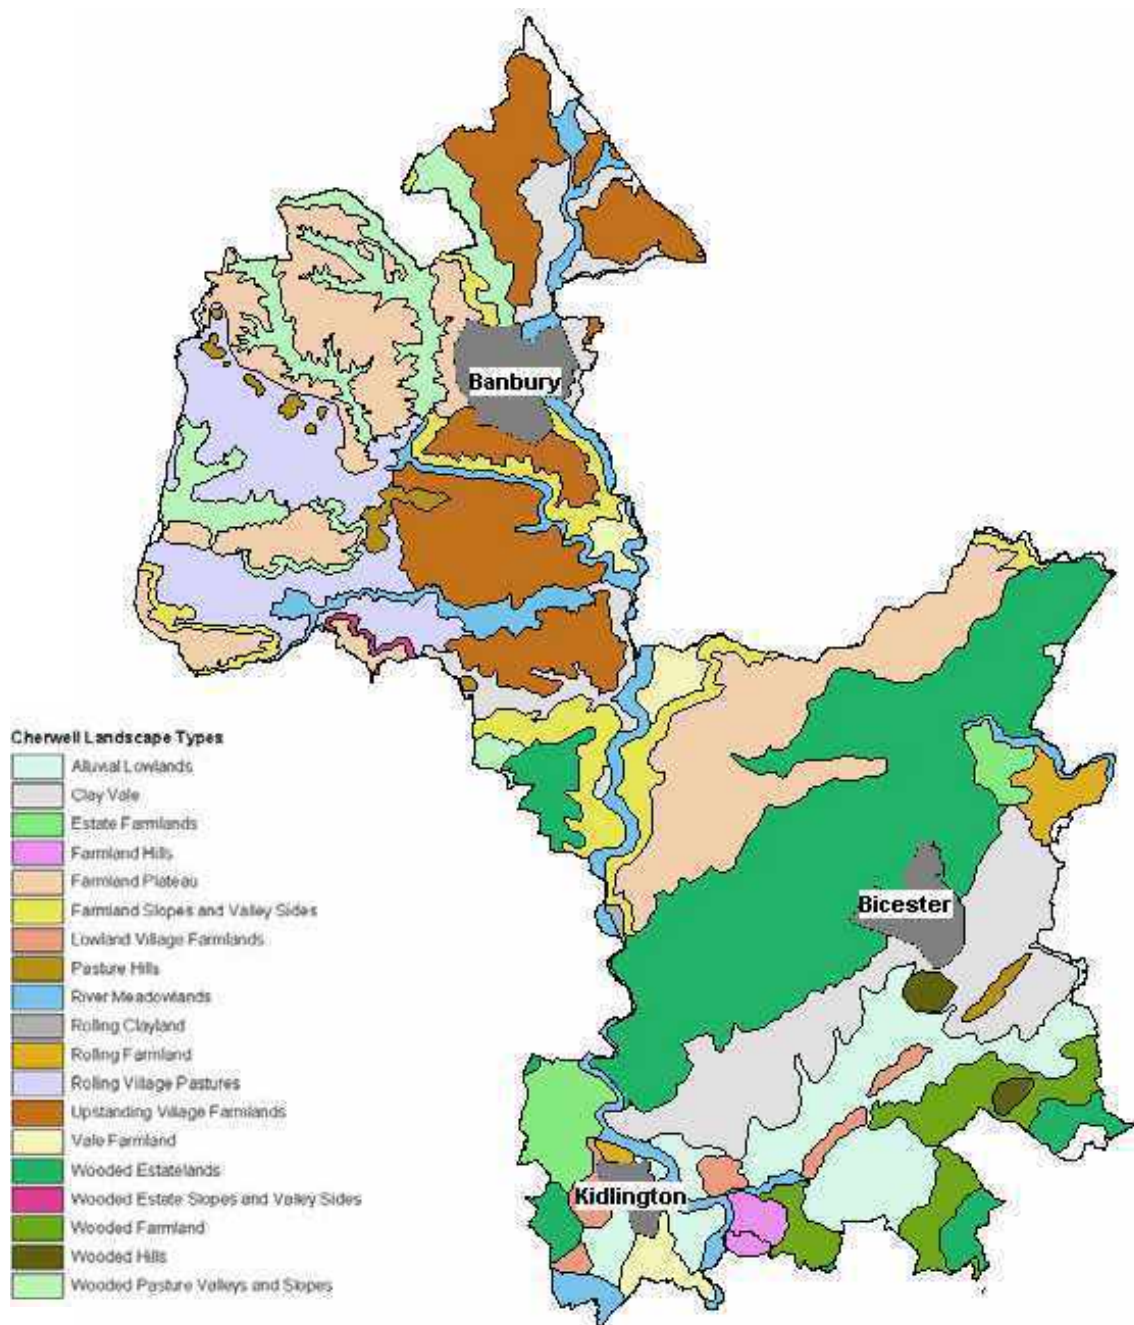 Banbury
Cherwell Landscape Types
Alluvial Lowlands
Clay Vale
Estate Farmlands
Farmland Hills
Farmland Plateau
Farmland Slopes and Valley Sides
Lowland Village Farmlands
Pasture Hills
River Meadowlands
Rolling Clayland
Rolling Farmland
Rolling Village Pastures
Upstanding Village Farmlands
Vale Farmland
Wooded Estatelands
Wooded Estate Slopes and Valley Sides
Wooded Farmland
Wooded Hills
Wooded Pasture Valleys and Slopes
Bicester
Kidlington